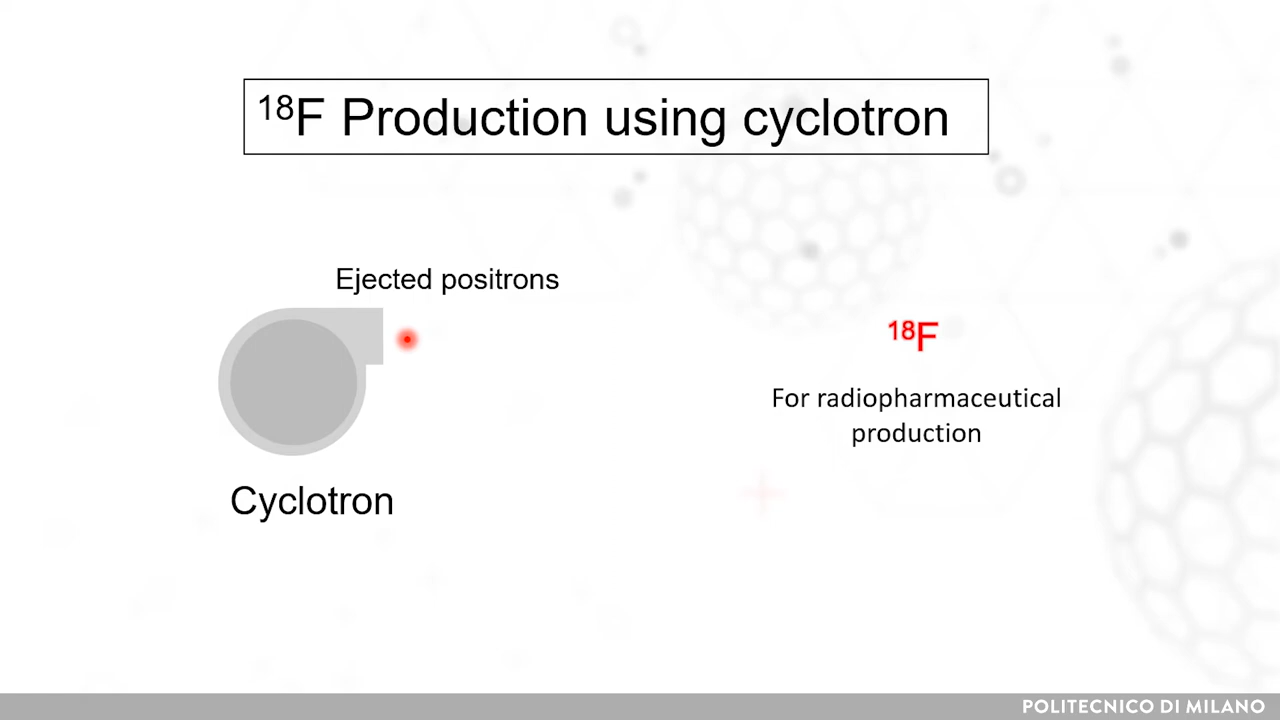 ¹⁸F Production using cyclotron
Ejected positrons
¹⁸F
For radiopharmaceutical
production
Cyclotron
POLITECNICO DI MILANO